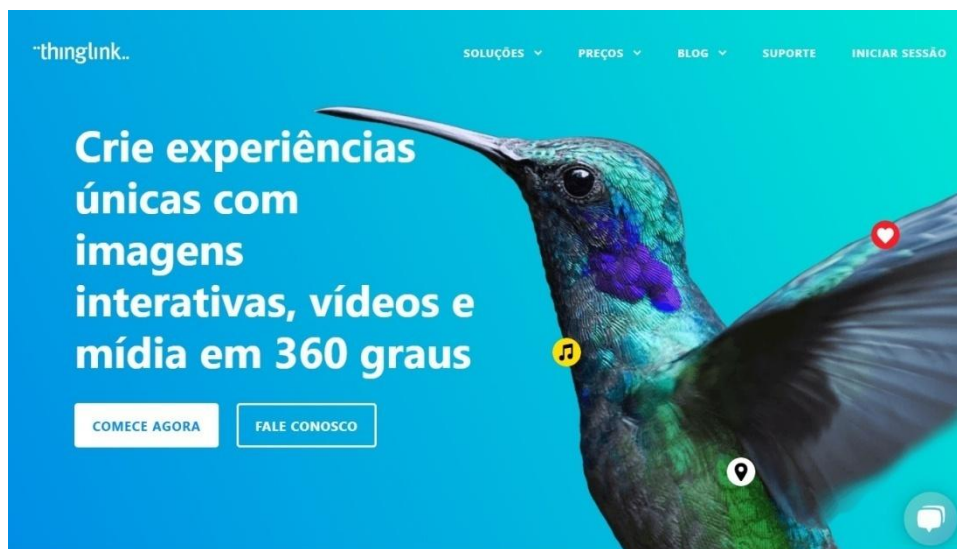 ¨thinglink..
SOLUÇÕES
PREÇOS
BLOG
SUPORTE
INICIAR SESSÃO
Crie experiências
únicas com
imagens
interativas, vídeos e
mídia em 360 graus
COMECE AGORA
FALE CONOSCO